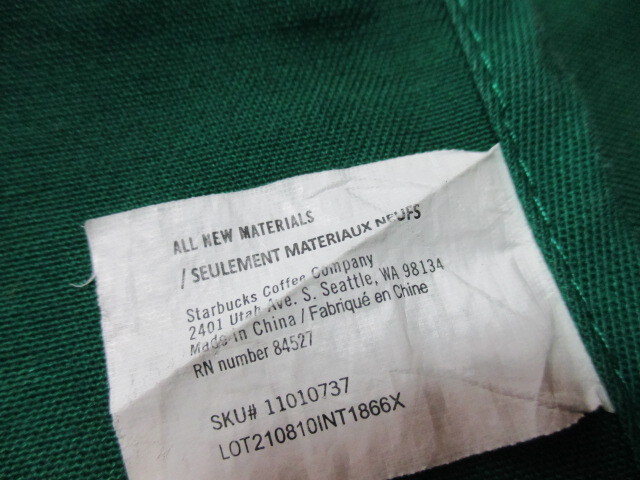 ALL NEW MATERIALS
/ SEULEMENT MATERIAUX NEUFS
Starbucks Coffee Company
2401 Utah Ave. S. Seattle, WA 98134
Made in China / Fabriqué en Chine
RN number 84527
SKU# 11010737
LOT210810INT1866X